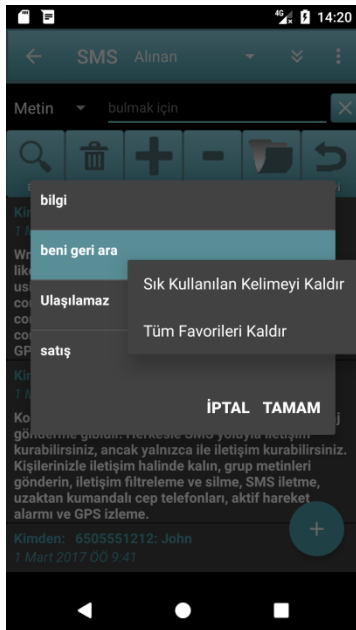 4G 14:20
SMS Alınan
Metin bulmak için
bilgi
beni geri ara
Sık Kullanılan Kelimeyi Kaldır
Ulaşılamaz
Tüm Favorileri Kaldır
satış
İPTAL TAMAM
gönderme gibidir. Herkesle SMS yoluyla iletişim
kurabilirsiniz, ancak yalnızca ile iletişim kurabilirsiniz.
Kişilerinizle iletişim halinde kalın, grup metinleri
gönderin, iletişim filtreleme ve silme, SMS iletme,
uzaktan kumandalı cep telefonları, aktif hareket
alarmı ve GPS izleme.
Kimden: 6505551212: John
1 Mart 2017 ÖÖ 9:41